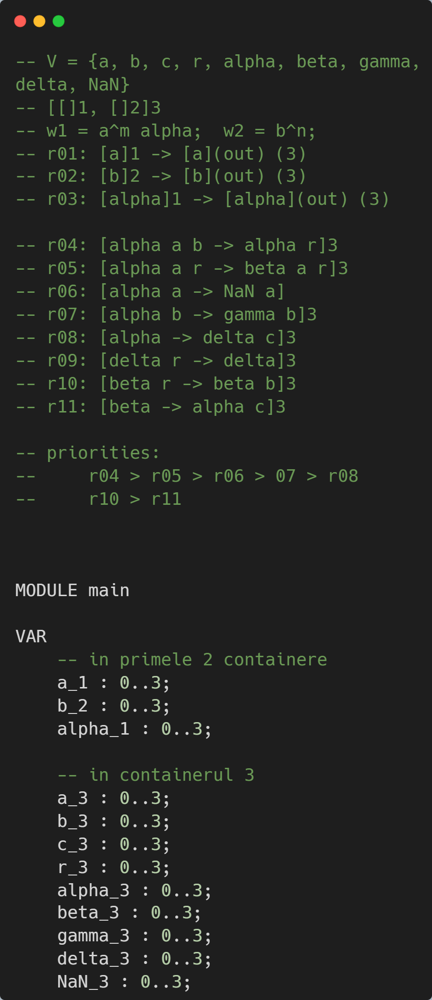 -- V = {a, b, c, r, alpha, beta, gamma,
delta, NaN}
-- [[]1, []2]3
-- w1 = a^m alpha;  w2 = b^n;
-- r01: [a]1 -> [a](out) (3)
-- r02: [b]2 -> [b](out) (3)
-- r03: [alpha]1 -> [alpha](out) (3)
-- r04: [alpha a b -> alpha r]3
-- r05: [alpha a r -> beta a r]3
-- r06: [alpha a -> NaN a]
-- r07: [alpha b -> gamma b]3
-- r08: [alpha -> delta c]3
-- r09: [delta r -> delta]3
-- r10: [beta r -> beta b]3
-- r11: [beta -> alpha c]3
-- priorities:
--     r04 > r05 > r06 > 07 > r08
--     r10 > r11
MODULE main
VAR
    -- in primele 2 containere
    a_1 : 0..3;
    b_2 : 0..3;
    alpha_1 : 0..3;
    -- in containerul 3
    a_3 : 0..3;
    b_3 : 0..3;
    c_3 : 0..3;
    r_3 : 0..3;
    alpha_3 : 0..3;
    beta_3 : 0..3;
    gamma_3 : 0..3;
    delta_3 : 0..3;
    NaN_3 : 0..3;